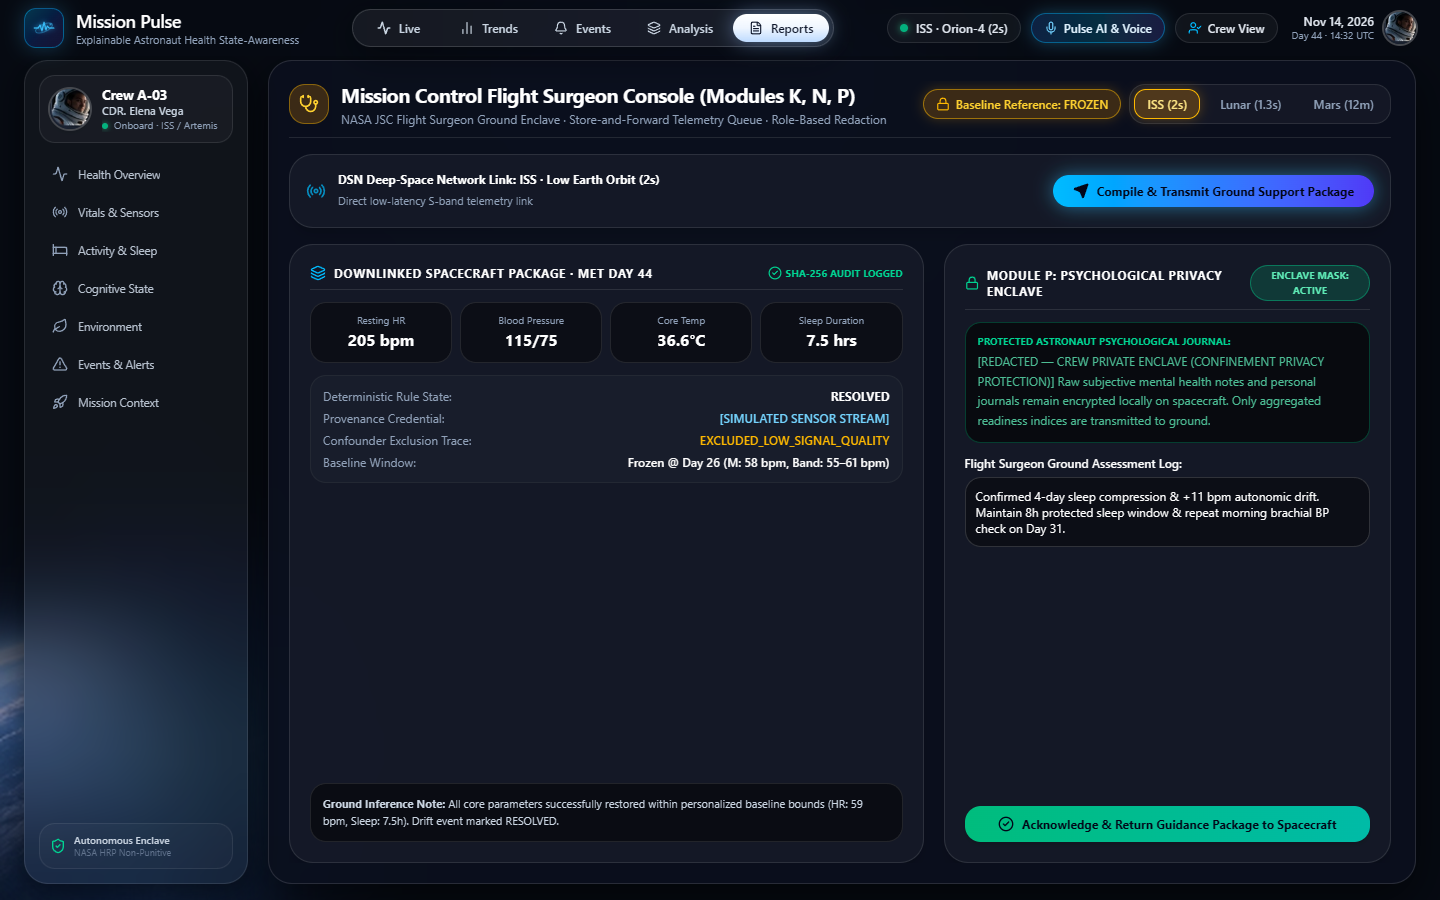 Mission Pulse
Explainable Astronaut Health State-Awareness
Live
Trends
Events
Analysis
Reports
ISS · Orion-4 (2s)
Pulse AI & Voice
Crew View
Nov 14, 2026
Day 44 · 14:32 UTC
Crew A-03
CDR. Elena Vega
Onboard · ISS / Artemis
Health Overview
Vitals & Sensors
Activity & Sleep
Cognitive State
Environment
Events & Alerts
Mission Context
Autonomous Enclave
NASA HRP Non-Punitive
Mission Control Flight Surgeon Console (Modules K, N, P)
NASA JSC Flight Surgeon Ground Enclave · Store-and-Forward Telemetry Queue · Role-Based Redaction
Baseline Reference: FROZEN
ISS (2s)
Lunar (1.3s)
Mars (12m)
DSN Deep-Space Network Link: ISS · Low Earth Orbit (2s)
Direct low-latency S-band telemetry link
Compile & Transmit Ground Support Package
DOWNLINKED SPACECRAFT PACKAGE · MET DAY 44
SHA-256 AUDIT LOGGED
Resting HR
205 bpm
Blood Pressure
115/75
Core Temp
36.6°C
Sleep Duration
7.5 hrs
Deterministic Rule State:
RESOLVED
Provenance Credential:
[SIMULATED SENSOR STREAM]
Confounder Exclusion Trace:
EXCLUDED_LOW_SIGNAL_QUALITY
Baseline Window:
Frozen @ Day 26 (M: 58 bpm, Band: 55–61 bpm)
Ground Inference Note: All core parameters successfully restored within personalized baseline bounds (HR: 59
bpm, Sleep: 7.5h). Drift event marked RESOLVED.
MODULE P: PSYCHOLOGICAL PRIVACY
ENCLAVE
ENCLAVE MASK:
ACTIVE
PROTECTED ASTRONAUT PSYCHOLOGICAL JOURNAL:
[REDACTED — CREW PRIVATE ENCLAVE (CONFINEMENT PRIVACY
PROTECTION)] Raw subjective mental health notes and personal
journals remain encrypted locally on spacecraft. Only aggregated
readiness indices are transmitted to ground.
Flight Surgeon Ground Assessment Log:
Confirmed 4-day sleep compression & +11 bpm autonomic drift.
Maintain 8h protected sleep window & repeat morning brachial BP
check on Day 31.
Acknowledge & Return Guidance Package to Spacecraft